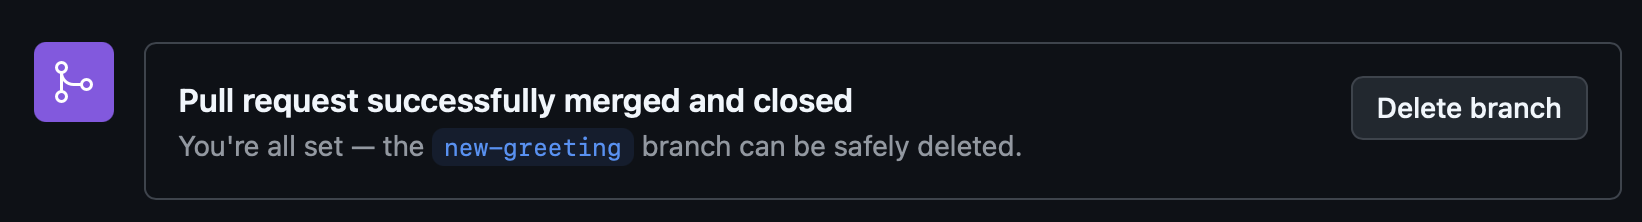 Pull request successfully merged and closed
You're all set — the new-greeting branch can be safely deleted.
Delete branch